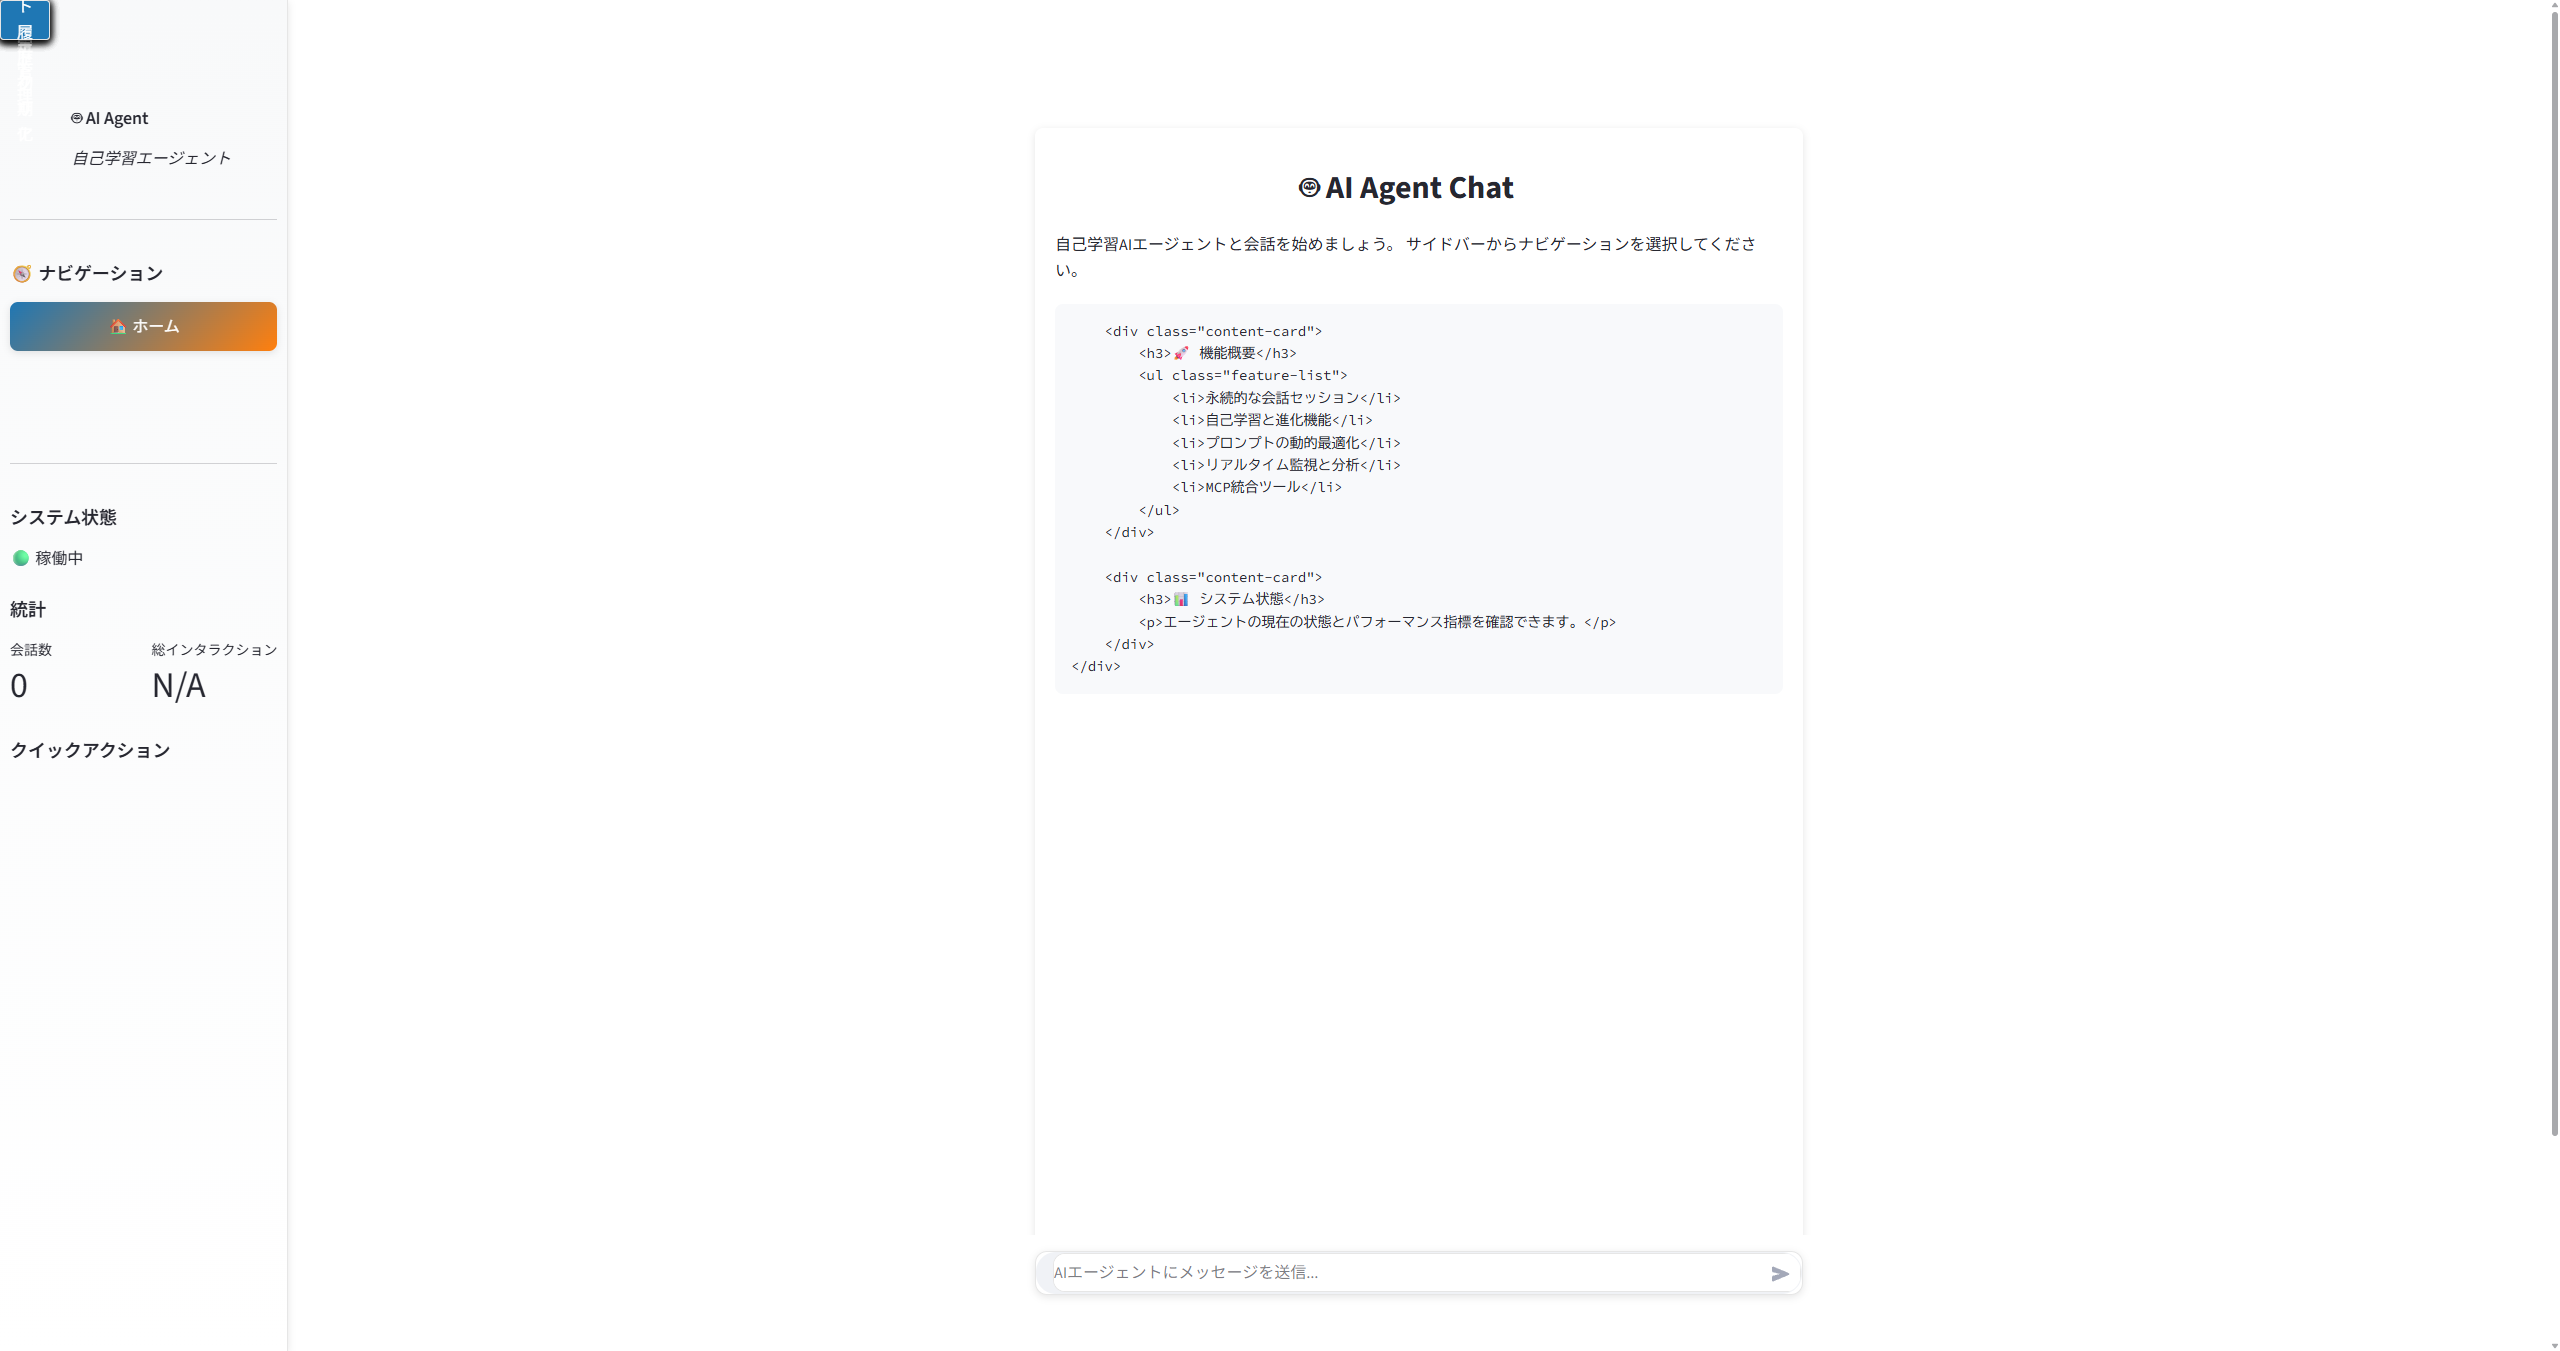 ト
履
AI Agent
自己学習エージェント
🧭 ナビゲーション
🏠 ホーム
システム状態
稼働中
統計
会話数 総インタラクション
0 N/A
クイックアクション
AI Agent Chat
自己学習AIエージェントと会話を始めましょう。 サイドバーからナビゲーションを選択してくださ
い。
<div class="content-card">
<h3>🚀 機能概要</h3>
<ul class="feature-list">
<li>永続的な会話セッション</li>
<li>自己学習と進化機能</li>
<li>プロンプトの動的最適化</li>
<li>リアルタイム監視と分析</li>
<li>MCP統合ツール</li>
</ul>
</div>
<div class="content-card">
<h3>📊 システム状態</h3>
<p>エージェントの現在の状態とパフォーマンス指標を確認できます。</p>
</div>
</div>
AIエージェントにメッセージを送信...